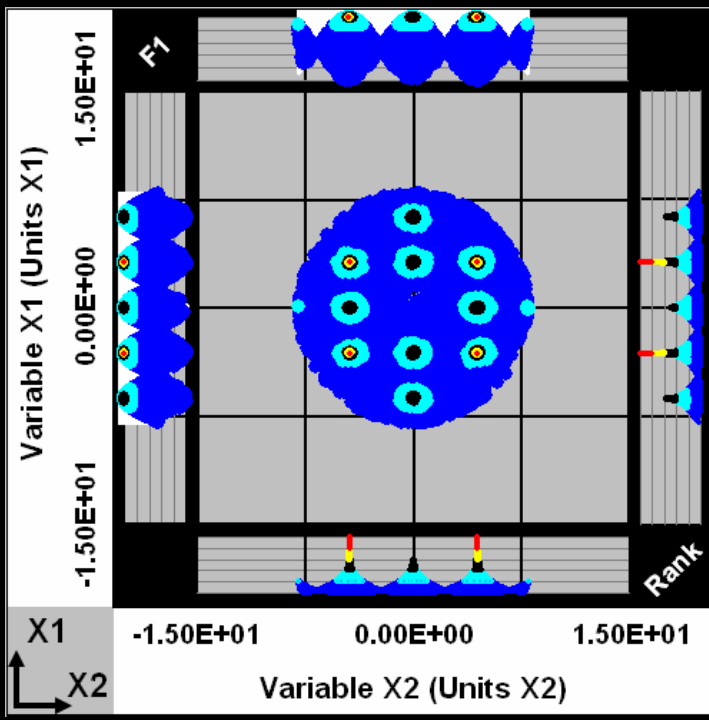 F1
Variable X1 (Units X1)
1.50E+01
0.00E+00
-1.50E+01
Rank
X1
X2
-1.50E+01 0.00E+00 1.50E+01
Variable X2 (Units X2)